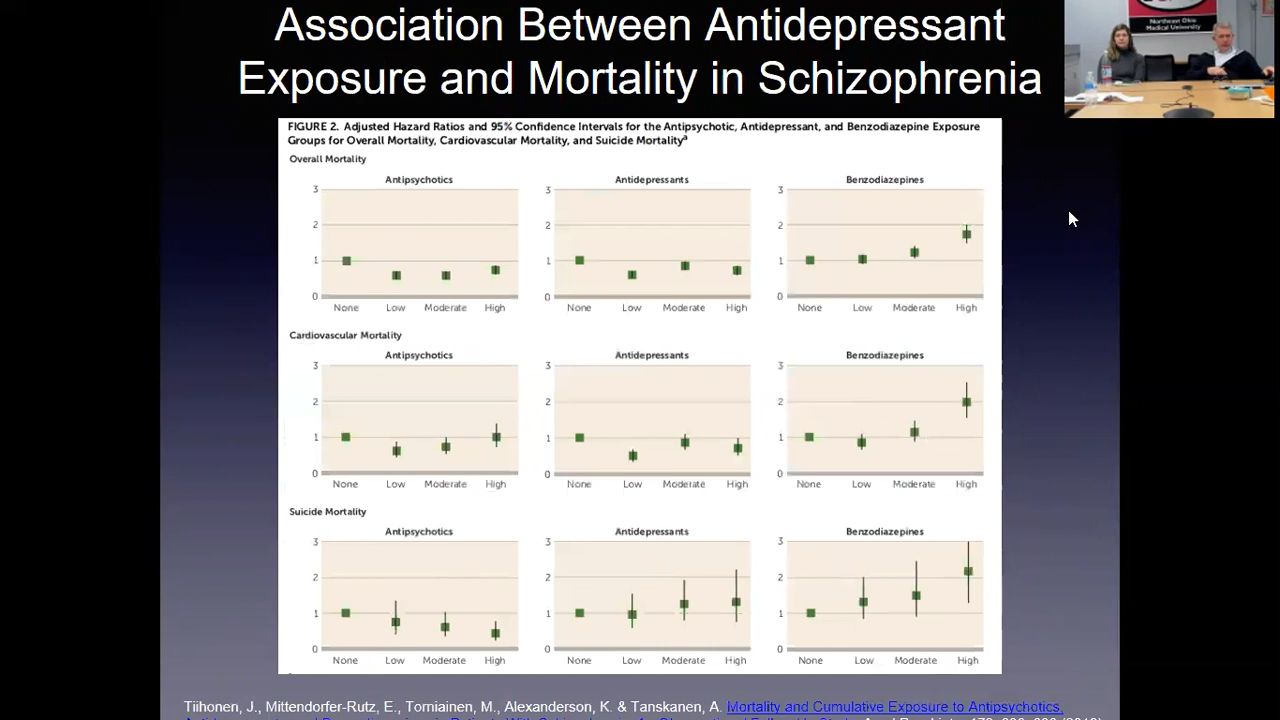 Association Between Antidepressant
Exposure and Mortality in Schizophrenia
Northeast Ohio
Medical University
FIGURE 2. Adjusted Hazard Ratios and 95% Confidence Intervals for the Antipsychotic, Antidepressant, and Benzodiazepine Exposure
Groups for Overall Mortality, Cardiovascular Mortality, and Suicide Mortalityᵃ
Overall Mortality
Antipsychotics Antidepressants Benzodiazepines
3 3 3
2 2 2
1 1 1
0 0 0
None Low Moderate High None Low Moderate High None Low Moderate High
Cardiovascular Mortality
Antipsychotics Antidepressants Benzodiazepines
3 3 3
2 2 2
1 1 1
0 0 0
None Low Moderate High None Low Moderate High None Low Moderate High
Suicide Mortality
Antipsychotics Antidepressants Benzodiazepines
3 3 3
2 2 2
1 1 1
0 0 0
None Low Moderate High None Low Moderate High None Low Moderate High
Tiihonen, J., Mittendorfer-Rutz, E., Torniainen, M., Alexanderson, K. & Tanskanen, A. Mortality and Cumulative Exposure to Antipsychotics,